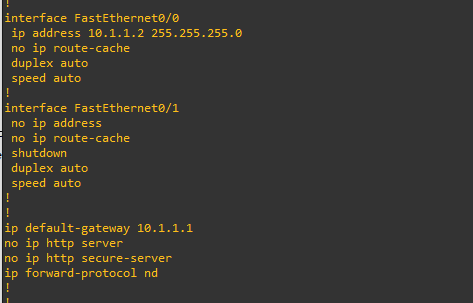 !
interface FastEthernet0/0
 ip address 10.1.1.2 255.255.255.0
 no ip route-cache
 duplex auto
 speed auto
!
interface FastEthernet0/1
 no ip address
 no ip route-cache
 shutdown
 duplex auto
 speed auto
!
!
ip default-gateway 10.1.1.1
no ip http server
no ip http secure-server
ip forward-protocol nd
!
!